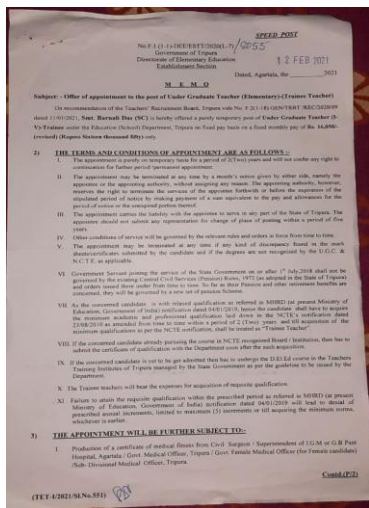 SPEED POST
No.F.1 (1-1)-DEE/ESTT/2020(L-7)/8055
Government of Tripura
Directorate of Elementary Education
Establishment Section
12 FEB 2021
Dated, Agartala, the 2021
M E M O
Subject: - Offer of appointment to the post of Under Graduate Teacher (Elementary)-(Trainee Teacher)
On recommendation of the Teachers' Recruitment Board, Tripura vide No. F.2(1-18)-GEN/TRBT/REC/2020/09
dated 11/01/2021, Smt. Barnali Das (SC) is hereby offered a purely temporary post of Under Graduate Teacher (I-
V)-Trainee under the Education (School) Department, Tripura on fixed pay basis on a fixed monthly pay of Rs. 16,050/-
(revised) (Rupees Sixteen thousand fifty) only.
2) THE TERMS AND CONDITIONS OF APPOINTMENT ARE AS FOLLOWS :-
I. The appointment is purely on temporary basis for a period of 2(Two) years and will not confer any right to
continuation for further period /permanent appointment.
II. The appointment may be terminated at any time by a month's notice given by either side, namely the
appointee or the appointing authority, without assigning any reason. The appointing authority, however,
reserves the right to terminate the services of the appointee forthwith or before the expiration of the
stipulated period of notice by making payment of a sum equivalent to the pay and allowances for the
period of notice or the unexpired portion thereof.
III. The appointment carries the liability with the appointee to serve in any part of the State of Tripura. The
appointee should not submit any representation for change of place of posting within a period of five
years.
IV. Other conditions of service will be governed by the relevant rules and orders in force from time to time.
V. The appointment may be terminated at any time if any kind of discrepancy found in the mark
sheets/certificates submitted by the candidate and if the degrees are not recognized by the U.G.C. &
N.C.T.E. as applicable.
VI. Government Servant joining the service of the State Government on or after 1st July,2018 shall not be
governed by the existing Central Civil Services (Pension) Rules, 1972 (as adopted in the State of Tripura)
and orders issued there under from time to time. So far as their Pension and other retirement benefits are
concerned, they will be governed by a new set of pension Scheme.
VII. As the concerned candidate is with relaxed qualification as referred in MHRD (at present Ministry of
Education, Government of India) notification dated 04/01/2019, hence the candidate shall have to acquire
the minimum academic and professional qualification laid down in the NCTE's notification dated
23/08/2010 as amended from time to time within a period of 2 (Two) years, and till acquisition of the
minimum qualifications as per the NCTE notification, shall be treated as "Trainee Teacher".
VIII. If the concerned candidate already pursuing the course in NCTE recognised Board / Institution, then has to
submit the certificate of qualification with the Department soon after the such acquisition.
IX. If the concerned candidate is yet to be get admitted then has to undergo the D.El.Ed course in the Teachers
Training Institutes of Tripura managed by the State Government as per the guideline to be issued by the
Department.
X. The Trainee teachers will bear the expenses for acquisition of requisite qualification.
XI. Failure to attain the requisite qualification within the prescribed period as referred in MHRD (at present
Ministry of Education, Government of India) notification dated 04/01/2019 will lead to denial of
prescribed annual increments, limited to maximum (5) increments or till acquiring the minimum norms,
whichever is earlier.
3) THE APPOINTMENT WILL BE FURTHER SUBJECT TO:-
I. Production of a certificate of medical fitness from Civil Surgeon / Superintendent of I.G.M or G.B Pant
Hospital, Agartala / Govt. Medical Officer, Tripura / Govt. Female Medical Officer (for Female candidate)
/Sub- Divisional Medical Officer, Tripura.
Contd.(P/2)
(TET-I/2021/Sl.No.551)